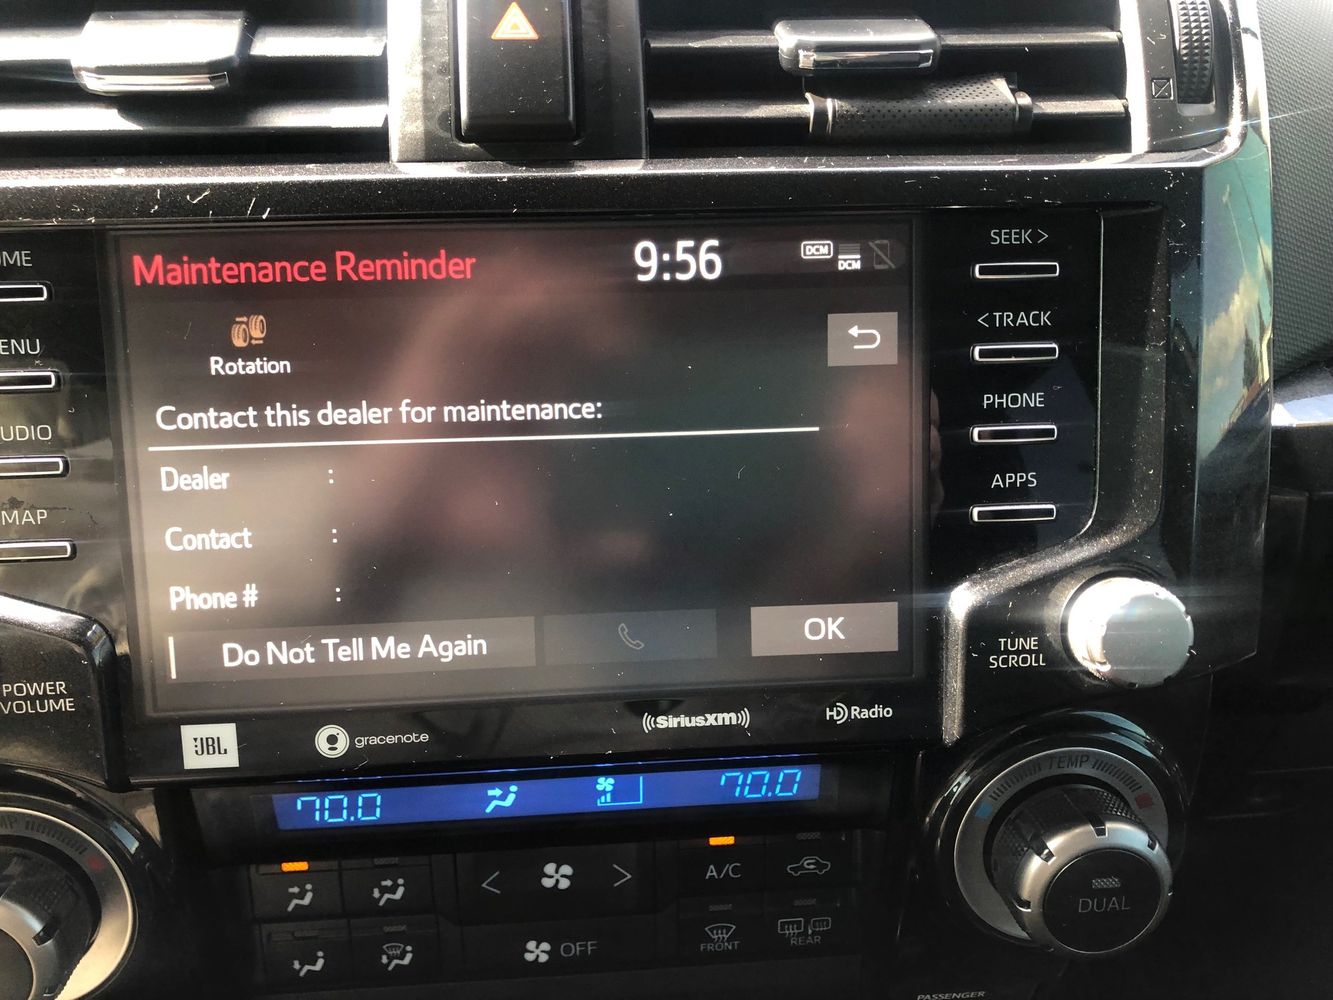 Maintenance Reminder
9:56
DCM
DCM
Rotation
Contact this dealer for maintenance:
Dealer :
Contact :
Phone # :
Do Not Tell Me Again
OK
OME
ENU
UDIO
MAP
POWER
VOLUME
SEEK >
< TRACK
PHONE
APPS
TUNE
SCROLL
JBL
gracenote
((SiriusXM))
HD Radio
70.0
70.0
MP
TEMP
A/C
DUAL
OFF
FRONT
REAR
PASSENGER